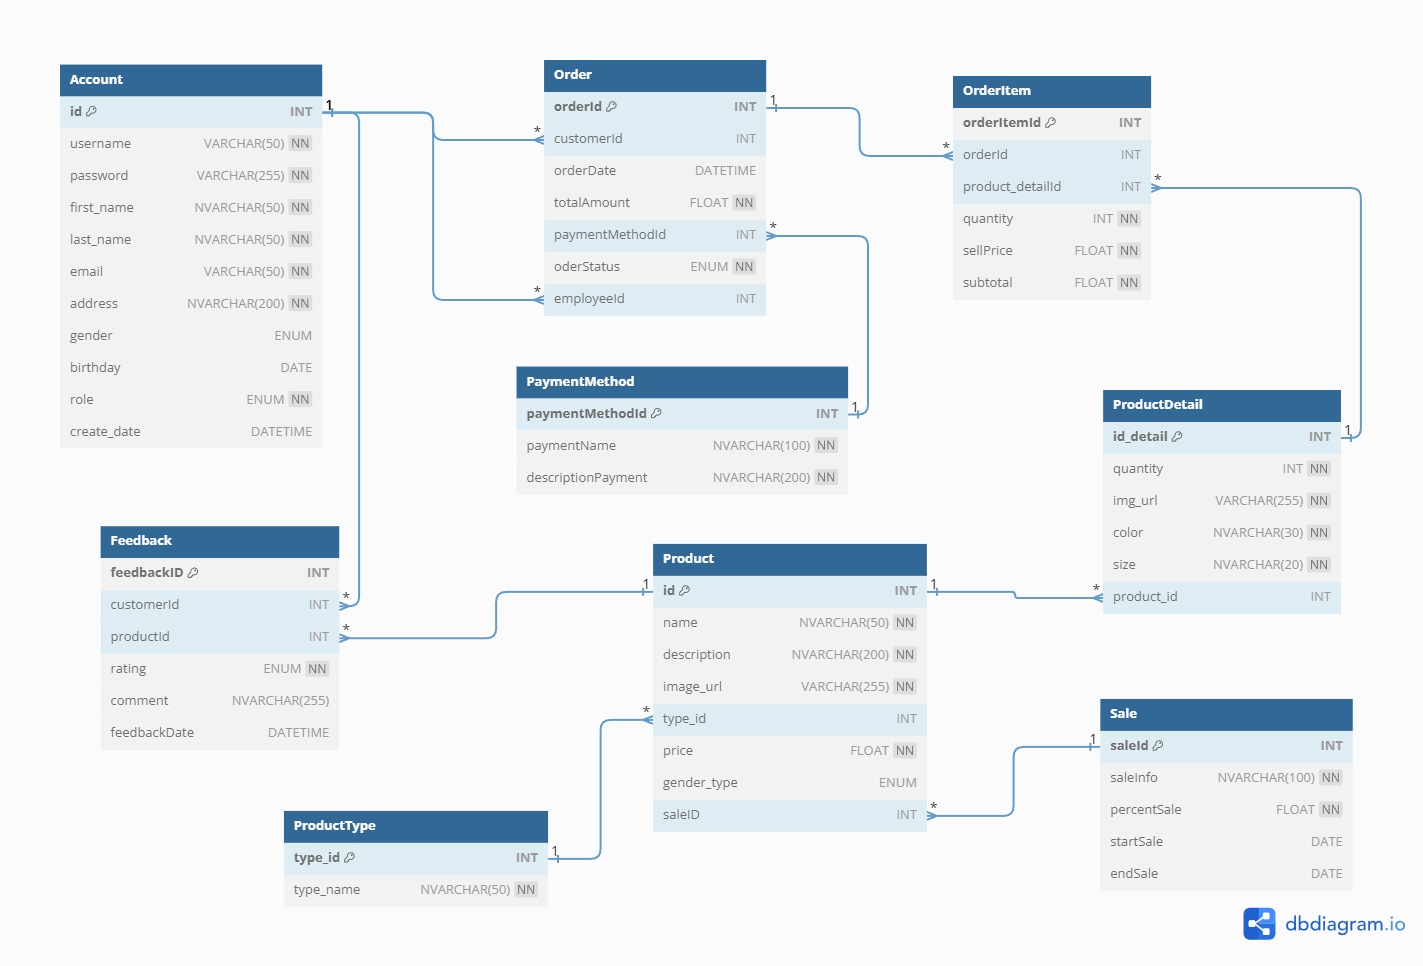 Account
id INT
username VARCHAR(50) NN
password VARCHAR(255) NN
first_name NVARCHAR(50) NN
last_name NVARCHAR(50) NN
email VARCHAR(50) NN
address NVARCHAR(200) NN
gender ENUM
birthday DATE
role ENUM NN
create_date DATETIME
1
Order
orderId INT
customerId INT
orderDate DATETIME
totalAmount FLOAT NN
paymentMethodId INT
oderStatus ENUM NN
employeeId INT
*
*
1
*
OrderItem
orderItemId INT
orderId INT
product_detailId INT
quantity INT NN
sellPrice FLOAT NN
subtotal FLOAT NN
*
*
PaymentMethod
paymentMethodId INT
paymentName NVARCHAR(100) NN
descriptionPayment NVARCHAR(200) NN
1
ProductDetail
id_detail INT
quantity INT NN
img_url VARCHAR(255) NN
color NVARCHAR(30) NN
size NVARCHAR(20) NN
product_id INT
1
*
Feedback
feedbackID INT
customerId INT
productId INT
rating ENUM NN
comment NVARCHAR(255)
feedbackDate DATETIME
*
*
Product
id INT
name NVARCHAR(50) NN
description NVARCHAR(200) NN
image_url VARCHAR(255) NN
type_id INT
price FLOAT NN
gender_type ENUM
saleID INT
1
1
*
*
Sale
saleId INT
saleInfo NVARCHAR(100) NN
percentSale FLOAT NN
startSale DATE
endSale DATE
1
ProductType
type_id INT
type_name NVARCHAR(50) NN
1
dbdiagram.io